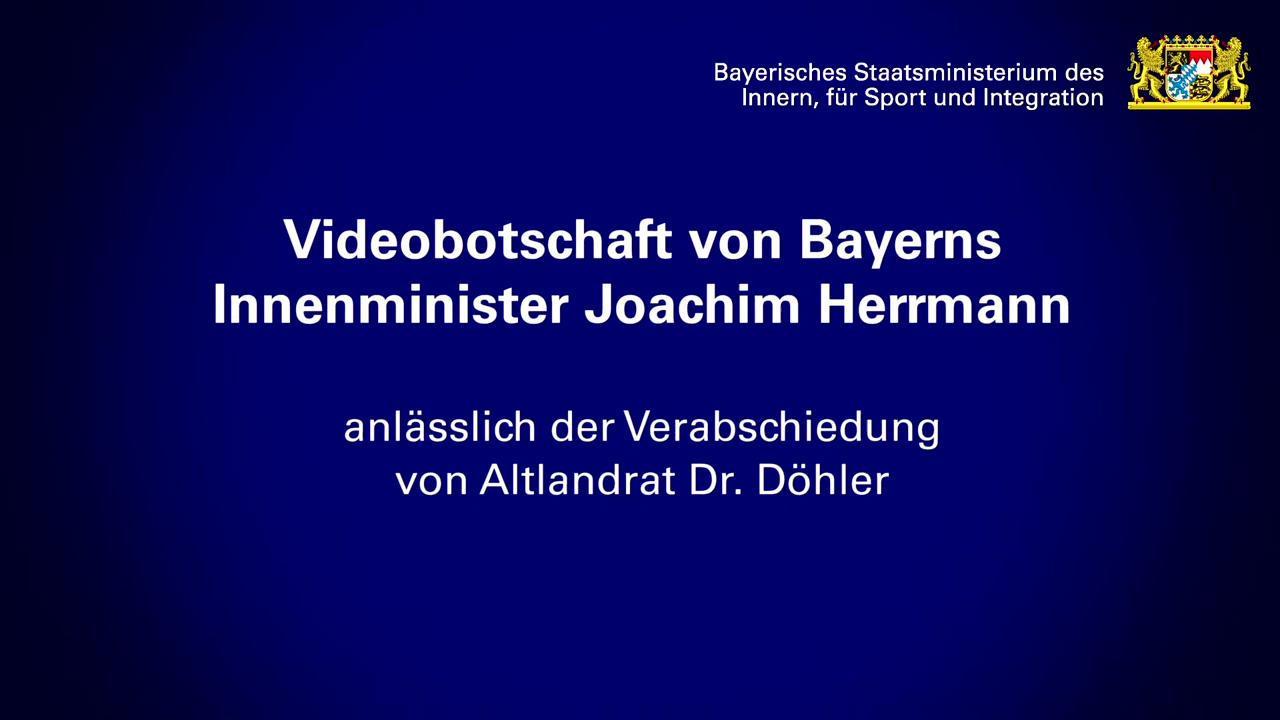 Bayerisches Staatsministerium des
Innern, für Sport und Integration
Videobotschaft von Bayerns
Innenminister Joachim Herrmann
anlässlich der Verabschiedung
von Altlandrat Dr. Döhler